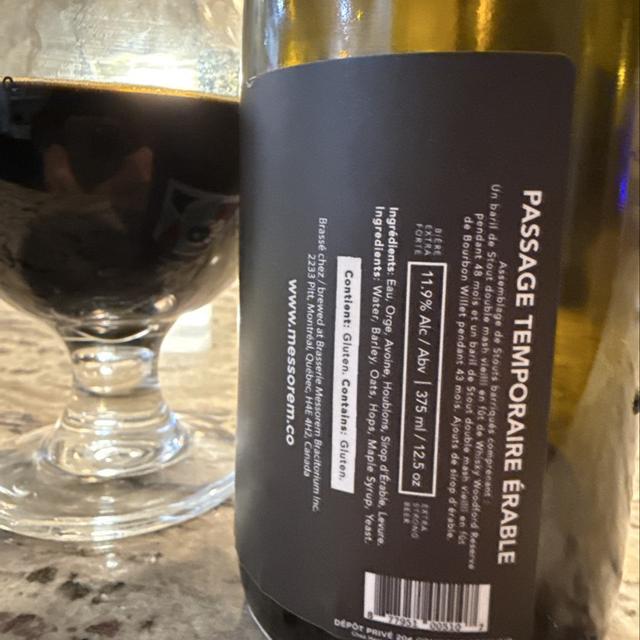 PASSAGE TEMPORAIRE ÉRABLE
Assemblage de Stouts barriqués comprenant :
Un baril de Stout double mash vieilli en fût de Whisky Woodford Reserve
pendant 48 mois et un baril de Stout double mash vieilli en fût
de Bourbon Willet pendant 43 mois. Ajouts de sirop d'érable.
BIÈRE
EXTRA
FORTE
11.9% Alc / Abv | 375 ml / 12.5 oz
EXTRA
STRONG
BEER
Ingrédients: Eau, Orge, Avoine, Houblons, Sirop d'Érable, Levure.
Ingredients: Water, Barley, Oats, Hops, Maple Syrup, Yeast.
Contient: Gluten. Contains: Gluten.
Brassé chez / brewed at Brasserie Messorem Bracitorium Inc.
2233 Pitt, Montréal, Québec, H4E 4H2, Canada
www.messorem.co
DÉPÔT PRIVÉ 20¢